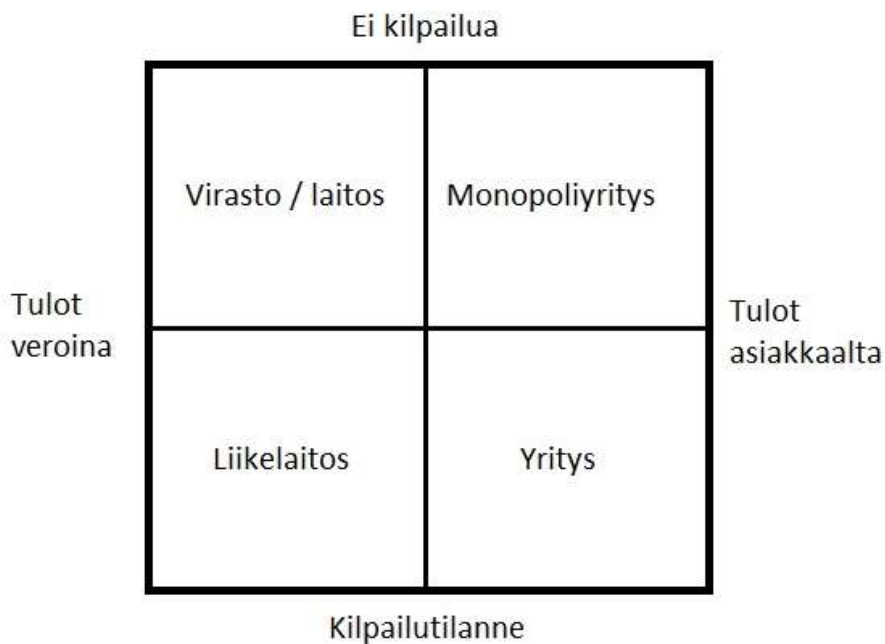 Ei kilpailua
Virasto / laitos
Monopoliyritys
Tulot
veroina
Tulot
asiakkaalta
Liikelaitos
Yritys
Kilpailutilanne